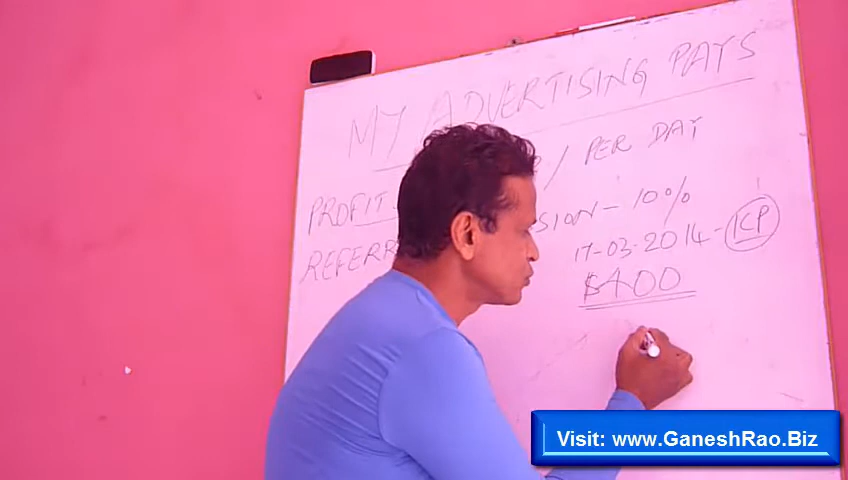 MY ADVERTISING PAYS
PROFIT / PER DAY
REFERR SION - 10%
17-03-2014 - ICP
$400
Visit: www.GaneshRao.Biz